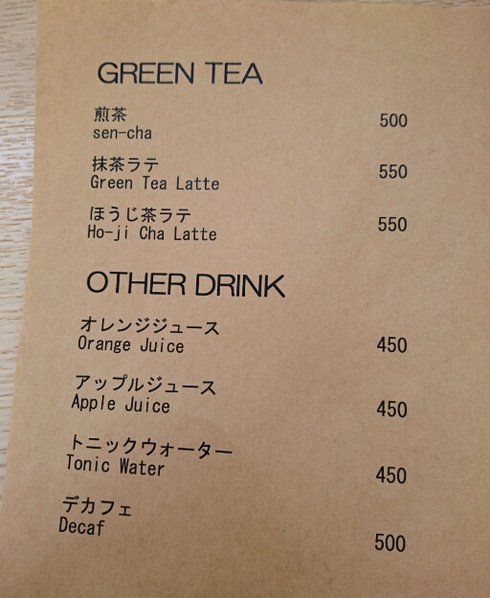 GREEN TEA
煎茶
sen-cha
500
抹茶ラテ
Green Tea Latte
550
ほうじ茶ラテ
Ho-ji Cha Latte
550
OTHER DRINK
オレンジジュース
Orange Juice
450
アップルジュース
Apple Juice
450
トニックウォーター
Tonic Water
450
デカフェ
Decaf
500